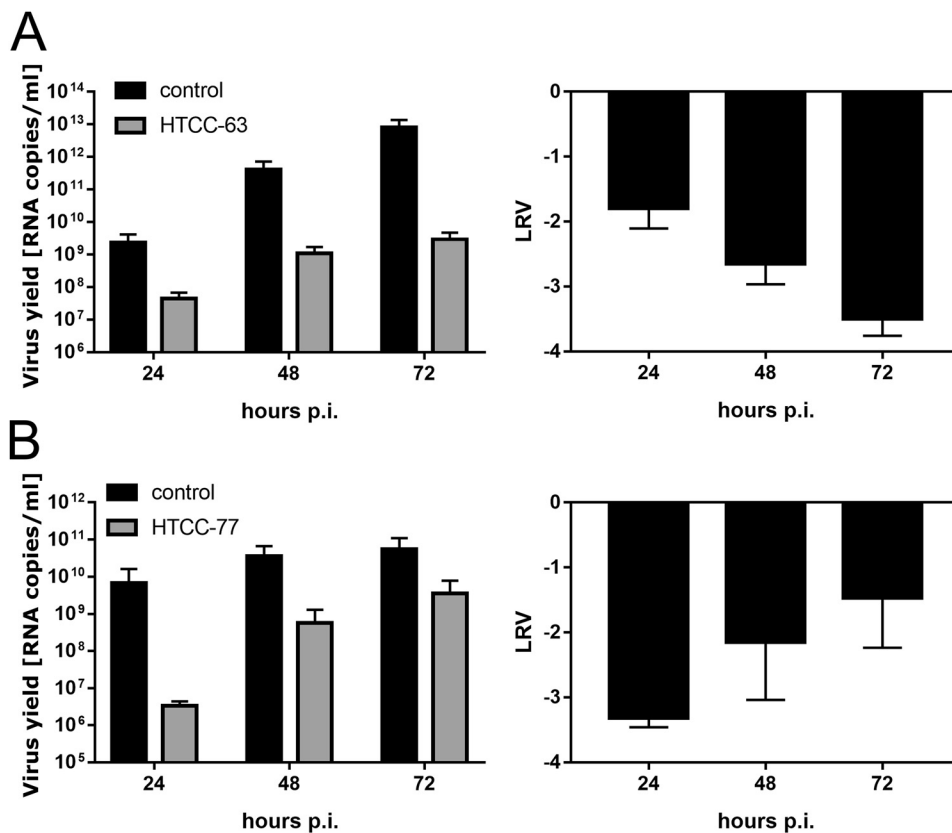 A
Virus yield [RNA copies/ml]
10¹⁴
10¹³
10¹²
10¹¹
10¹⁰
10⁹
10⁸
10⁷
10⁶
control
HTCC-63
24 48 72
hours p.i.
LRV
0
-1
-2
-3
-4
24 48 72
hours p.i.
B
Virus yield [RNA copies/ml]
10¹²
10¹¹
10¹⁰
10⁹
10⁸
10⁷
10⁶
10⁵
control
HTCC-77
24 48 72
hours p.i.
LRV
0
-1
-2
-3
-4
24 48 72
hours p.i.